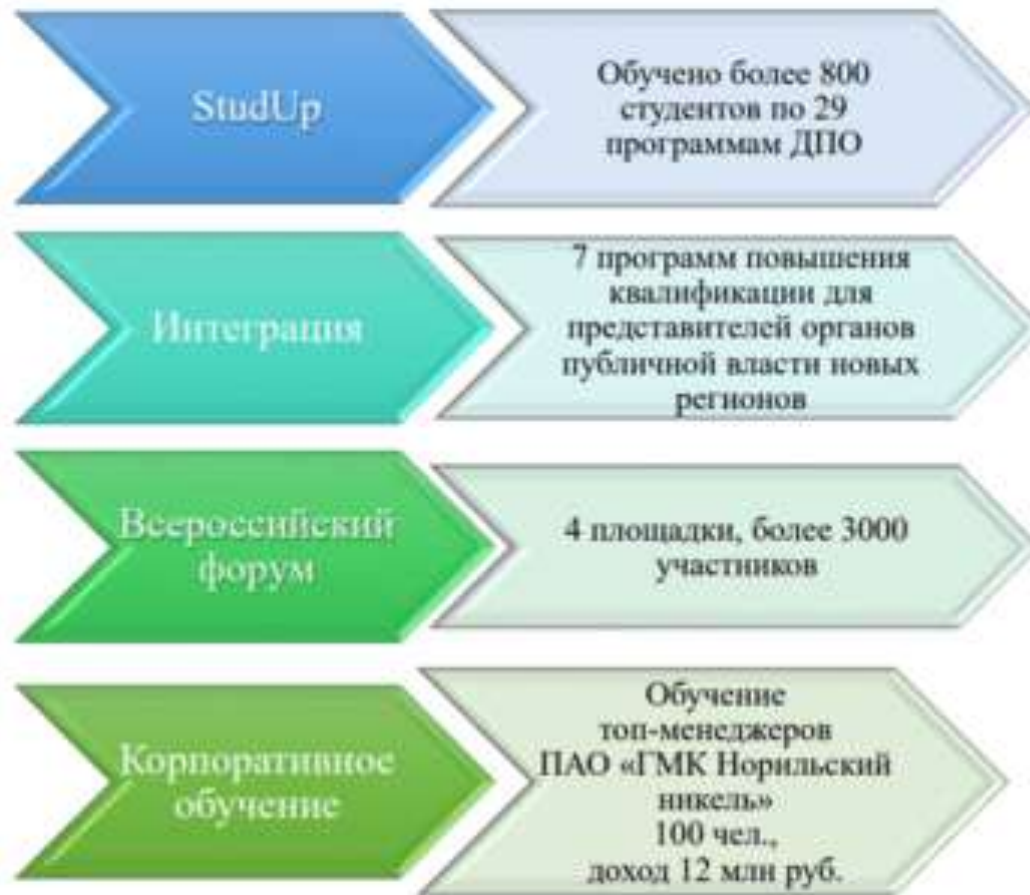 StudUp
Обучено более 800
студентов по 29
программам ДПО
Интеграция
7 программ повышения
квалификации для
представителей органов
публичной власти новых
регионов
Всероссийский
форум
4 площадки, более 3000
участников
Корпоративное
обучение
Обучение
топ-менеджеров
ПАО «ГМК Норильский
никель»
100 чел.,
доход 12 млн руб.